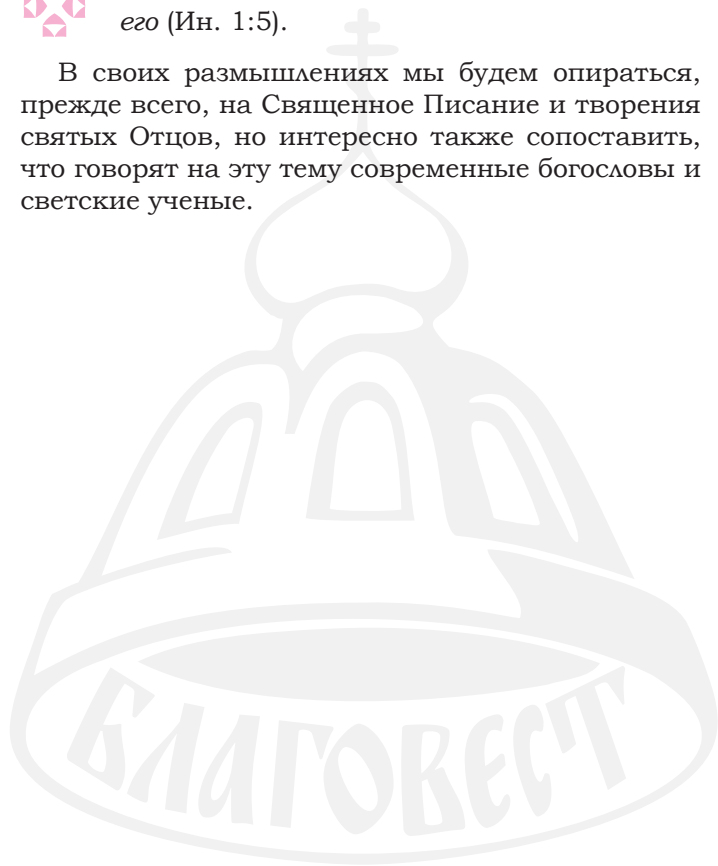 его (Ин. 1:5).
В своих размышлениях мы будем опираться,
прежде всего, на Священное Писание и творения
святых Отцов, но интересно также сопоставить,
что говорят на эту тему современные богословы и
светские ученые.
БЛАГОВЕСТ